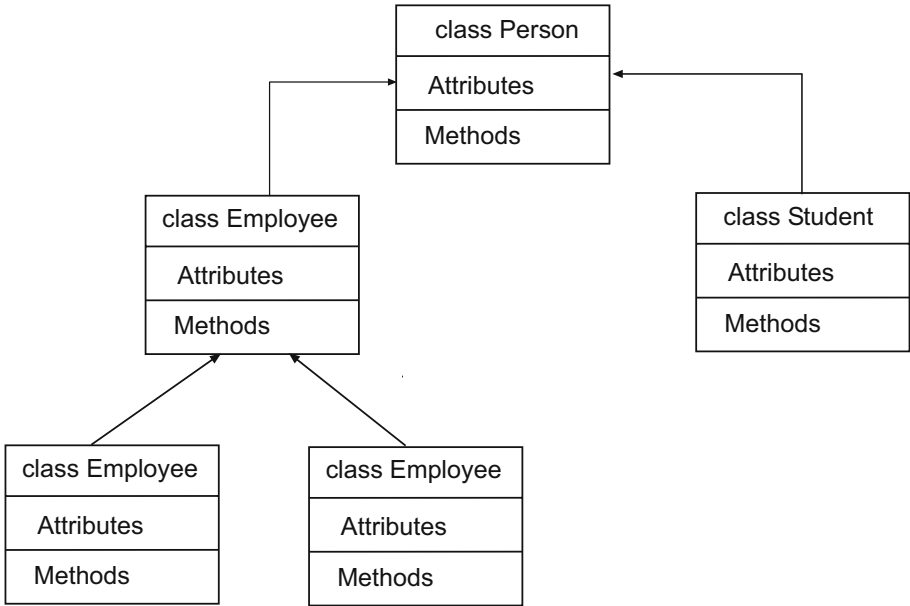 class Person
Attributes
Methods
class Employee
Attributes
Methods
class Student
Attributes
Methods
class Employee
Attributes
Methods
class Employee
Attributes
Methods